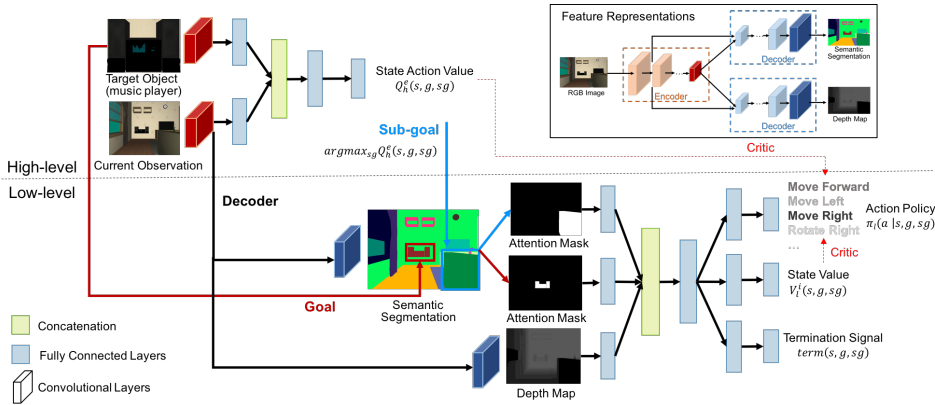 Target Object
(music player)
Current Observation
State Action Value
Q_h^e(s, g, sg)
Sub-goal
argmax_{sg}Q_h^e(s, g, sg)
High-level
Low-level
Feature Representations
RGB Image
Encoder
Decoder
Semantic
Segmentation
Decoder
Depth Map
Critic
Decoder
Goal
Semantic
Segmentation
Attention Mask
Attention Mask
Depth Map
Move Forward
Move Left
Move Right
Rotate Right
...
Action Policy
π_l(a |s, g, sg)
Critic
State Value
V_l^i(s, g, sg)
Termination Signal
term(s, g, sg)
Concatenation
Fully Connected Layers
Convolutional Layers